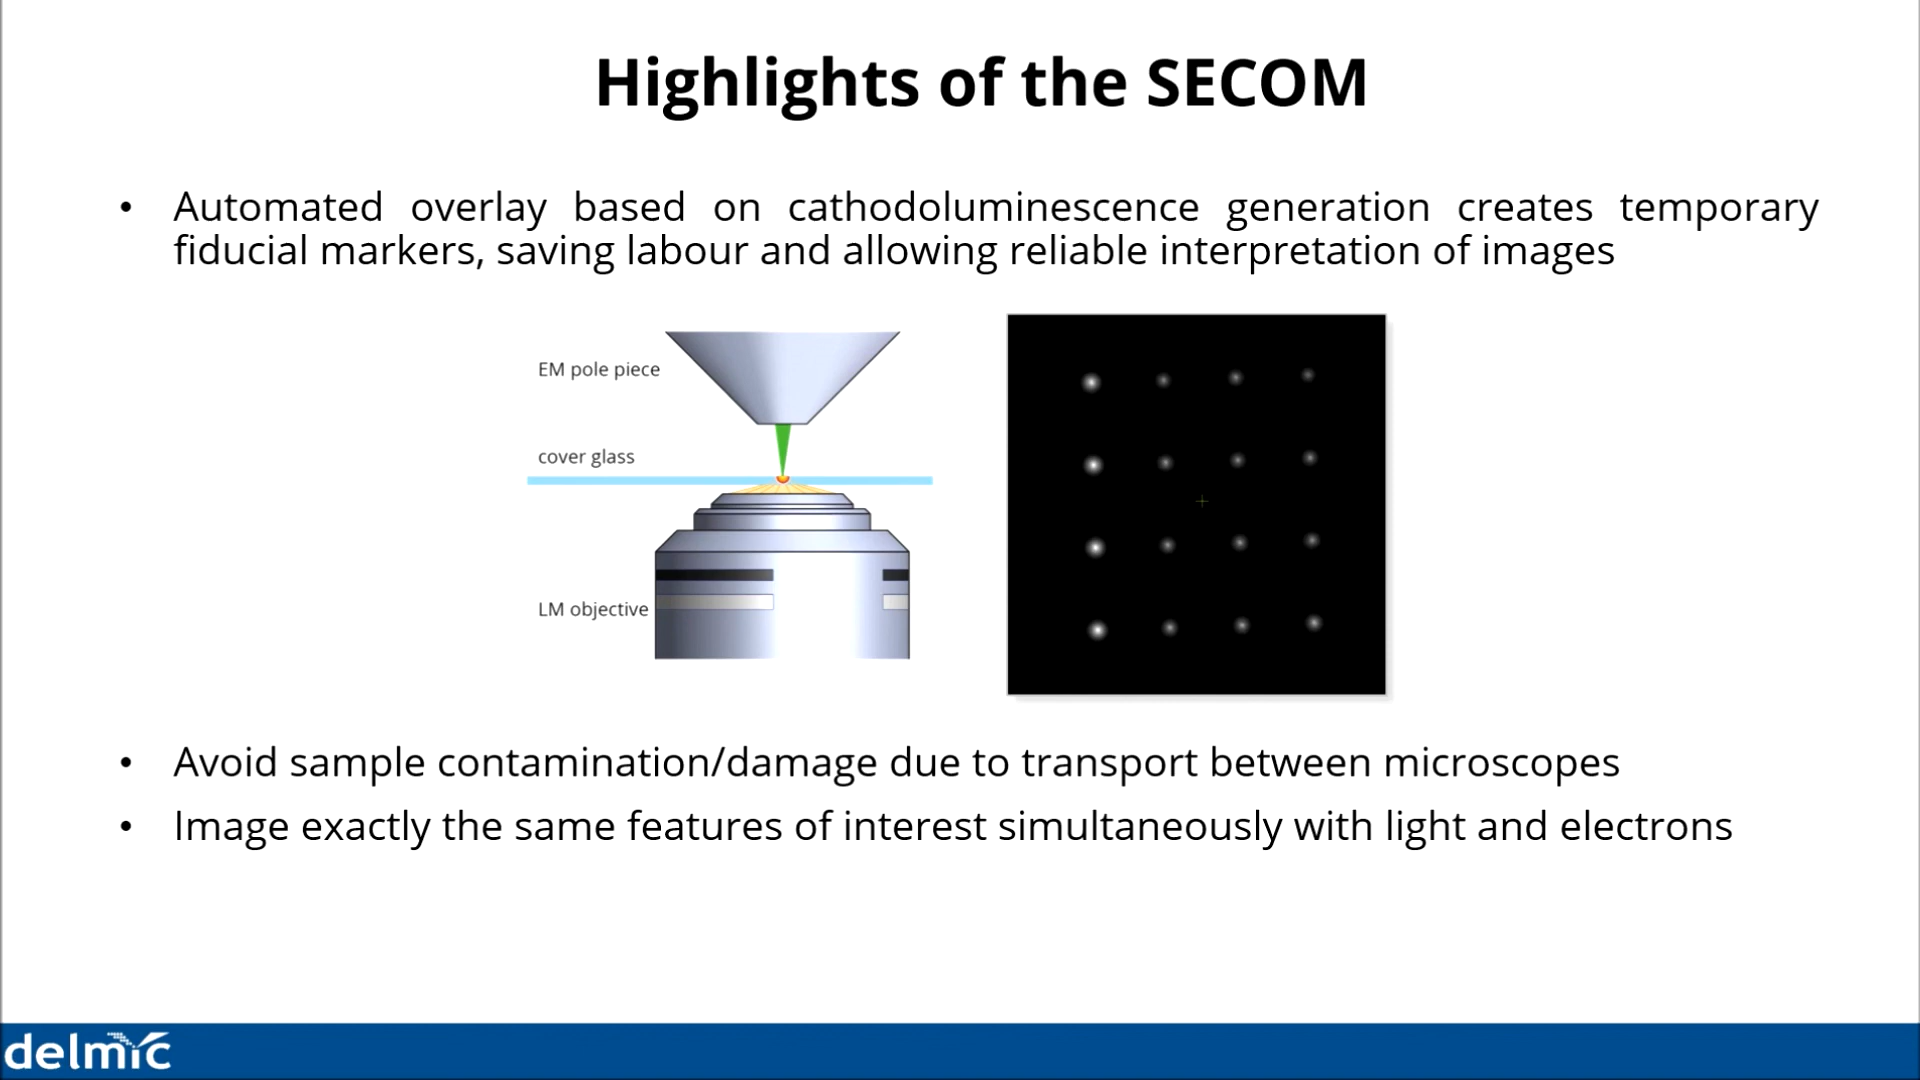 Highlights of the SECOM
• Automated overlay based on cathodoluminescence generation creates temporary
fiducial markers, saving labour and allowing reliable interpretation of images
EM pole piece
cover glass
LM objective
• Avoid sample contamination/damage due to transport between microscopes
• Image exactly the same features of interest simultaneously with light and electrons
delmic